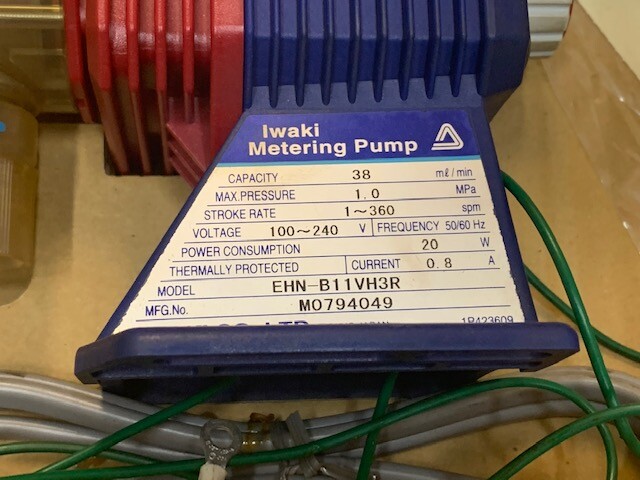 Iwaki
Metering Pump
CAPACITY 38 mℓ/min
MAX.PRESSURE 1.0 MPa
STROKE RATE 1～360 spm
VOLTAGE 100～240 V FREQUENCY 50/60 Hz
POWER CONSUMPTION 20 W
THERMALLY PROTECTED CURRENT 0.8 A
MODEL EHN-B11VH3R
MFG.No. M0794049
CO., LTD. 1R423609